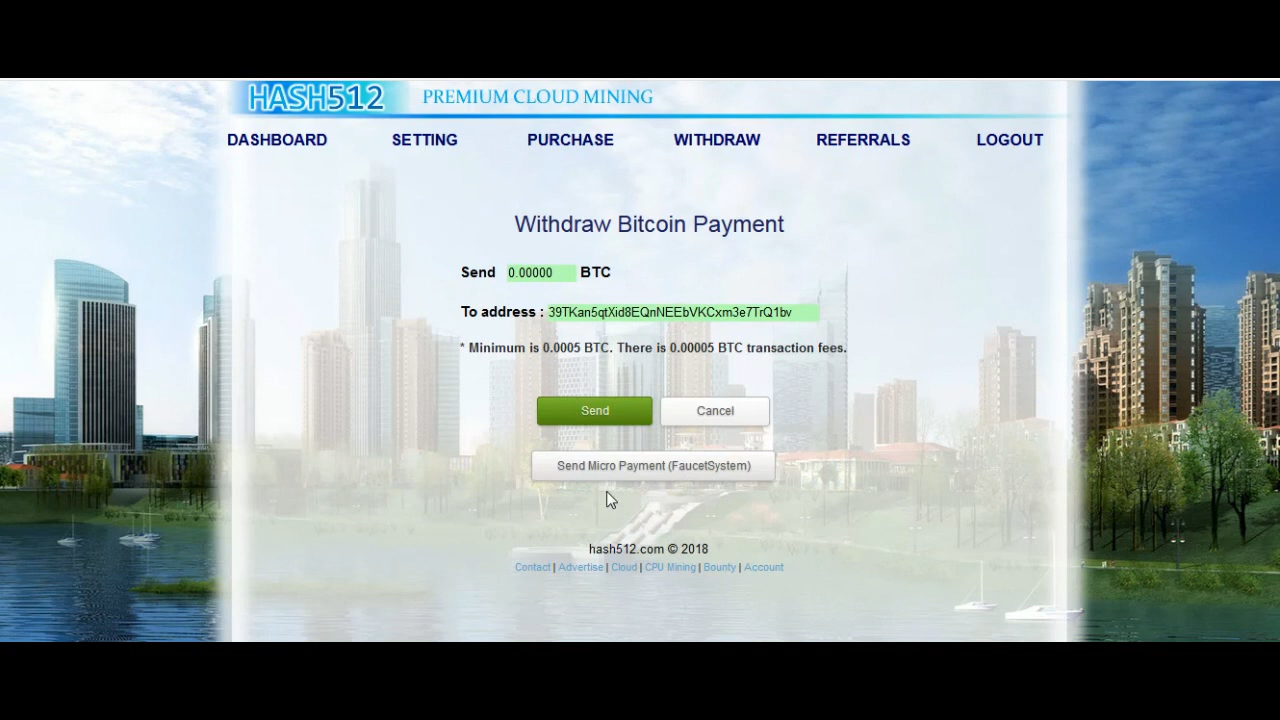 HASH512 PREMIUM CLOUD MINING
DASHBOARD SETTING PURCHASE WITHDRAW REFERRALS LOGOUT
Withdraw Bitcoin Payment
Send 0.00000 BTC
To address : 39TKan5qtXid8EQnNEEbVKCxm3e7TrQ1bv
* Minimum is 0.0005 BTC. There is 0.00005 BTC transaction fees.
Send Cancel
Send Micro Payment (FaucetSystem)
hash512.com © 2018
Contact | Advertise | Cloud | CPU Mining | Bounty | Account